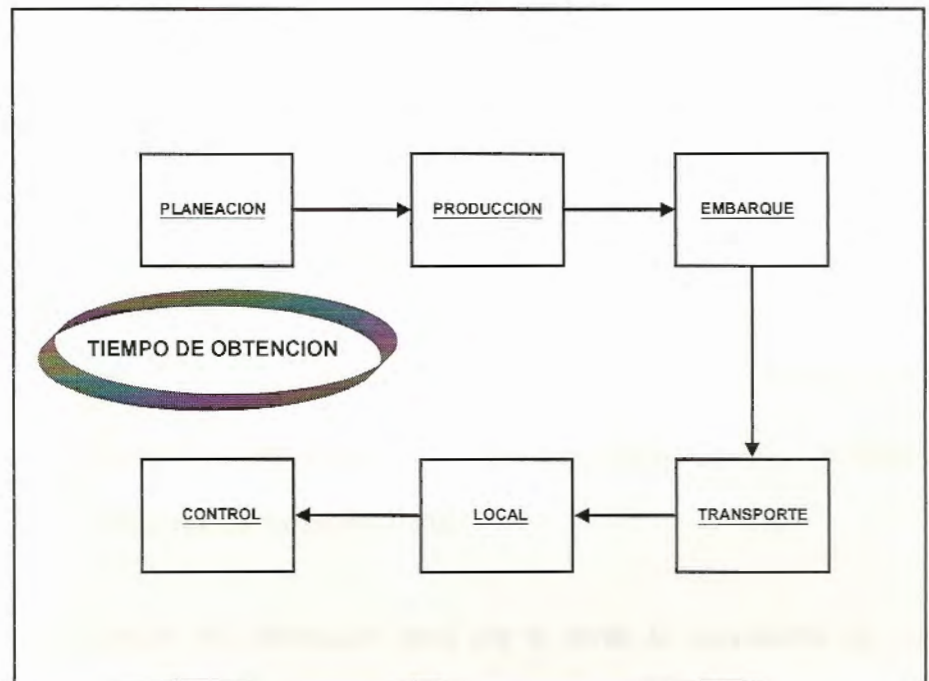 PLANEACION
PRODUCCION
EMBARQUE
TIEMPO DE OBTENCION
CONTROL
LOCAL
TRANSPORTE